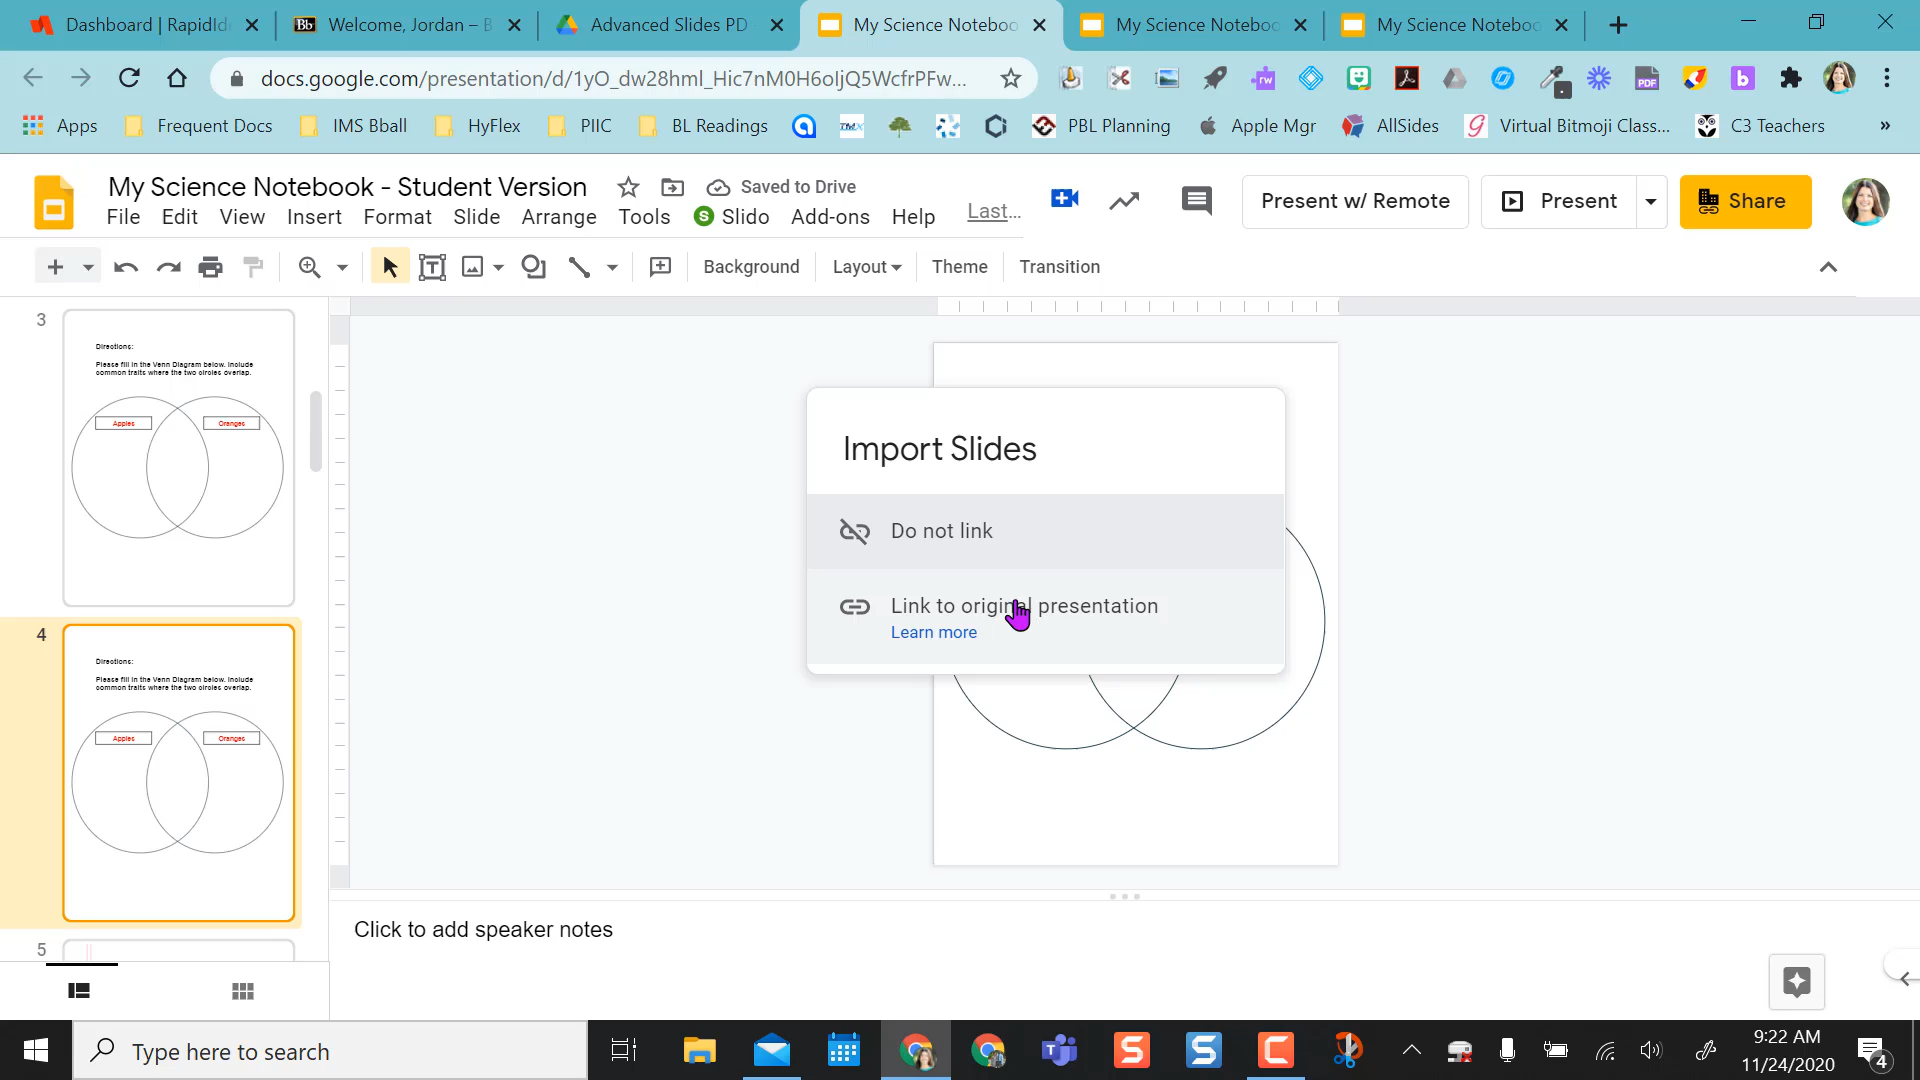 Dashboard | RapidIde
Welcome, Jordan – B
Advanced Slides PD
My Science Notebook
My Science Notebook
My Science Notebook
docs.google.com/presentation/d/1yO_dw28hml_Hic7nM0H6oIjQ5WcfrPFw...
Apps
Frequent Docs
IMS Bball
HyFlex
PIIC
BL Readings
PBL Planning
Apple Mgr
AllSides
Virtual Bitmoji Class...
C3 Teachers
»
My Science Notebook - Student Version
Saved to Drive
File Edit View Insert Format Slide Arrange Tools Slido Add-ons Help Last...
Present w/ Remote
Present
Share
Background
Layout
Theme
Transition
3
Directions:
Please fill in the Venn Diagram below. Include
common traits where the two circles overlap.
Apples
Oranges
4
Directions:
Please fill in the Venn Diagram below. Include
common traits where the two circles overlap.
Apples
Oranges
5
Import Slides
Do not link
Link to original presentation
Learn more
Click to add speaker notes
Type here to search
9:22 AM
11/24/2020
4